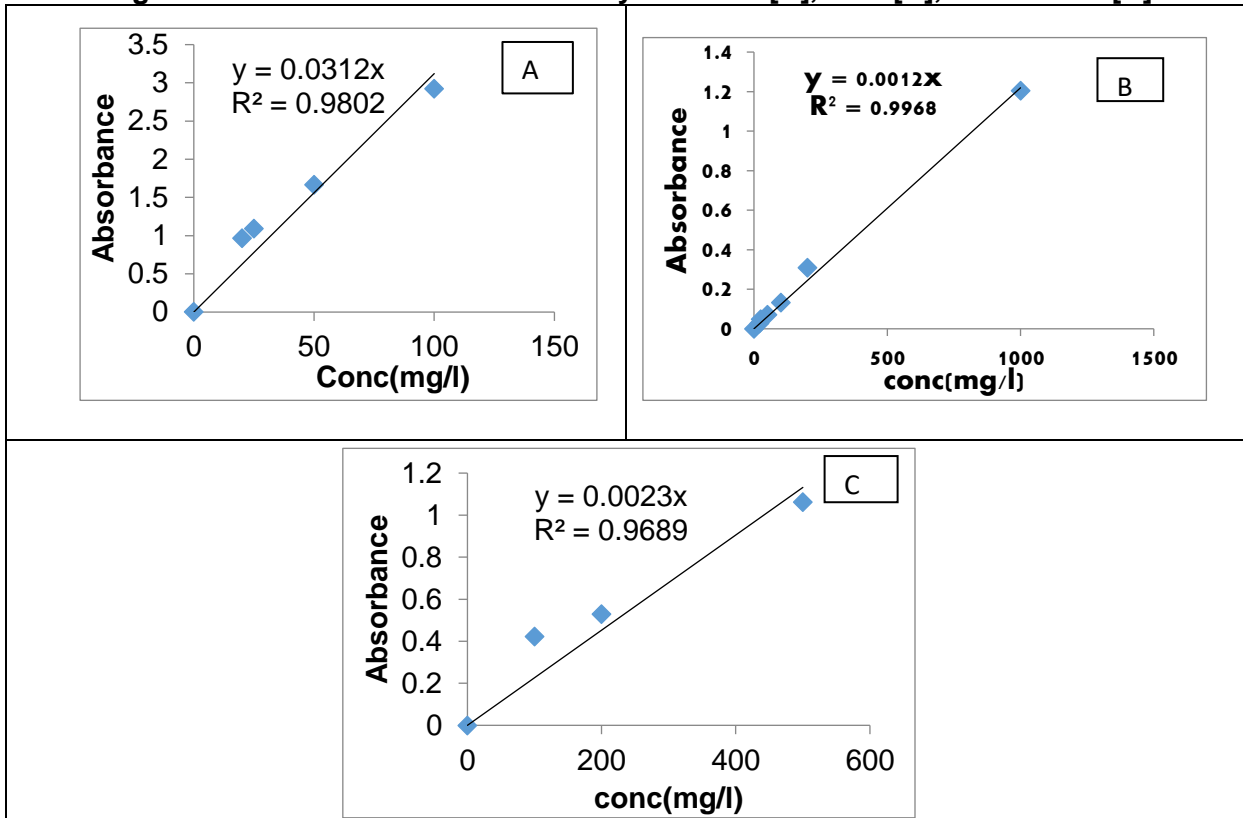 A
y = 0.0312x
R² = 0.9802
Absorbance
3.5
3
2.5
2
1.5
1
0.5
0
0 50 100 150
Conc(mg/l)
B
y = 0.0012x
R² = 0.9968
Absorbance
1.4
1.2
1
0.8
0.6
0.4
0.2
0
0 500 1000 1500
conc(mg/l)
C
y = 0.0023x
R² = 0.9689
Absorbance
1.2
1
0.8
0.6
0.4
0.2
0
0 200 400 600
conc(mg/l)